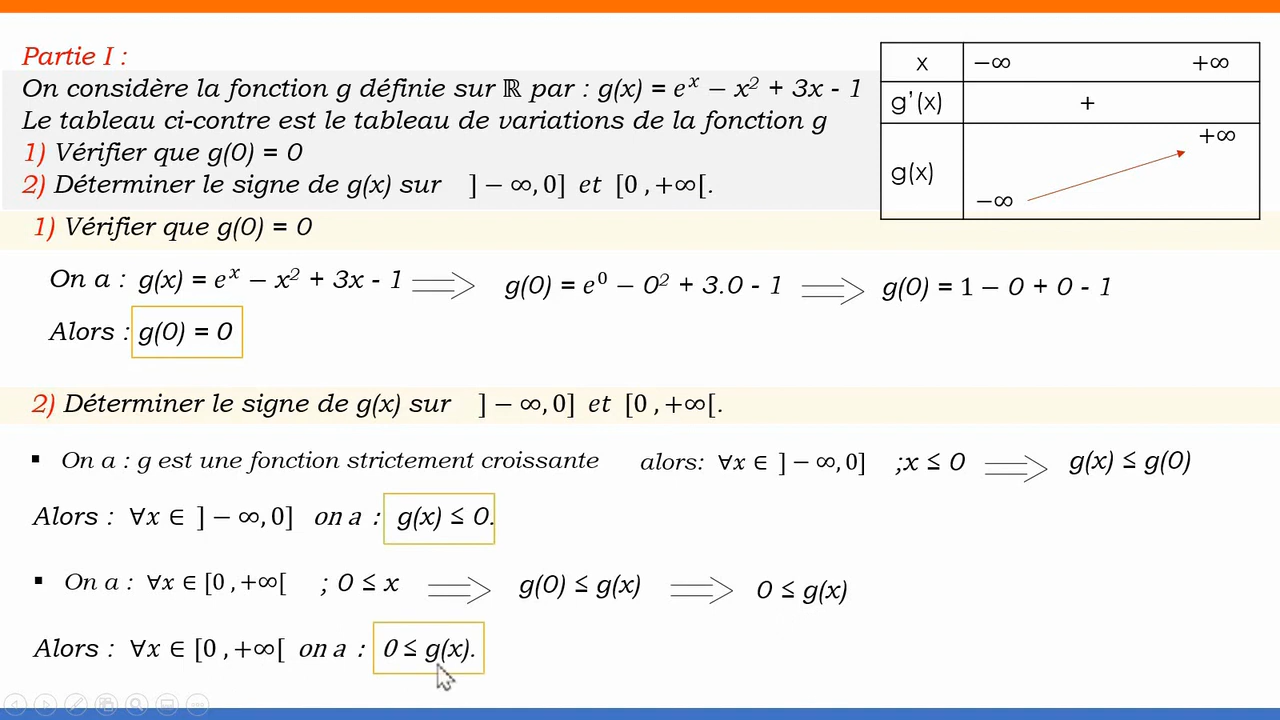 Partie I :
On considère la fonction g définie sur ℝ par : g(x) = eˣ − x² + 3x - 1
Le tableau ci-contre est le tableau de variations de la fonction g
1) Vérifier que g(0) = 0
2) Déterminer le signe de g(x) sur ]−∞,0] et [0 ,+∞[.
x −∞ +∞
g’(x) +
+∞
g(x)
−∞
1) Vérifier que g(0) = 0
On a : g(x) = eˣ − x² + 3x - 1 ⟹ g(0) = e⁰ − 0² + 3.0 - 1 ⟹ g(0) = 1 − 0 + 0 - 1
Alors : g(0) = 0
2) Déterminer le signe de g(x) sur ]−∞,0] et [0 ,+∞[.
▪ On a : g est une fonction strictement croissante alors: ∀x ∈ ]−∞,0] ;x ≤ 0 ⟹ g(x) ≤ g(0)
Alors : ∀x ∈ ]−∞,0] on a : g(x) ≤ 0.
▪ On a : ∀x ∈ [0 ,+∞[ ; 0 ≤ x ⟹ g(0) ≤ g(x) ⟹ 0 ≤ g(x)
Alors : ∀x ∈ [0 ,+∞[ on a : 0 ≤ g(x).